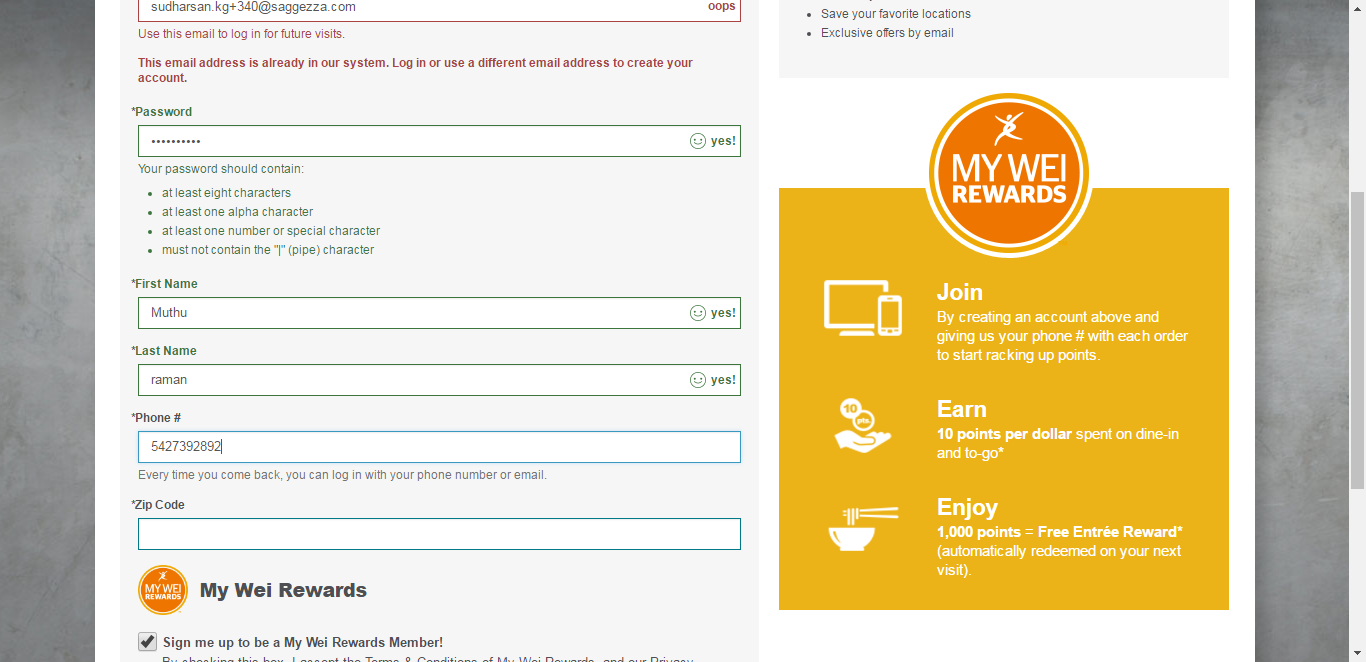 sudharsan.kg+340@saggezza.com
oops
Use this email to log in for future visits.
This email address is already in our system. Log in or use a different email address to create your
account.
*Password
••••••••••
yes!
Your password should contain:
• at least eight characters
• at least one alpha character
• at least one number or special character
• must not contain the "|" (pipe) character
*First Name
Muthu
yes!
*Last Name
raman
yes!
*Phone #
5427392892
Every time you come back, you can log in with your phone number or email.
*Zip Code
MY WEI
REWARDS
My Wei Rewards
Sign me up to be a My Wei Rewards Member!
By checking this box, I accept the Terms & Conditions of My Wei Rewards, and our Privacy
• Save your favorite locations
• Exclusive offers by email
MY WEI
REWARDS
Join
By creating an account above and
giving us your phone # with each order
to start racking up points.
10
pts.
Earn
10 points per dollar spent on dine-in
and to-go*
Enjoy
1,000 points = Free Entrée Reward*
(automatically redeemed on your next
visit).